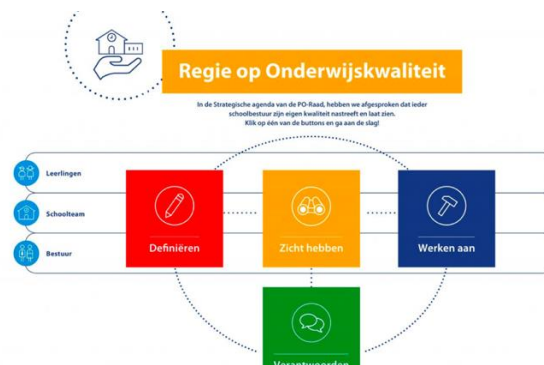 Regie op Onderwijskwaliteit
In de Strategische agenda van de PO-Raad, hebben we afgesproken dat ieder
schoolbestuur zijn eigen kwaliteit nastreeft en laat zien.
Klik op één van de buttons en ga aan de slag!
Leerlingen
Schoolteam
Bestuur
Definiëren
Zicht hebben
Werken aan
Verantwoorden